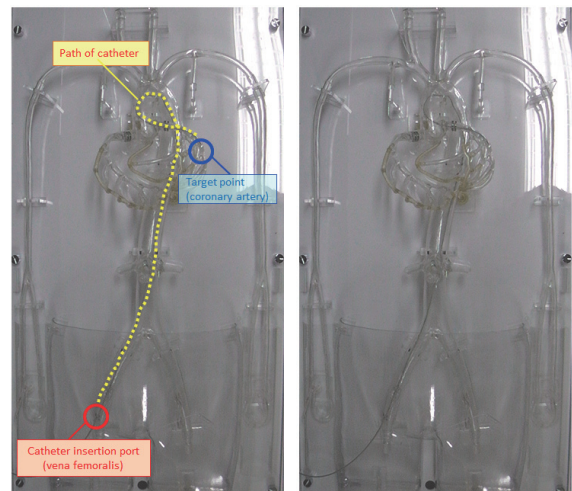 Path of catheter
Target point
(coronary artery)
Catheter insertion port
(vena femoralis)